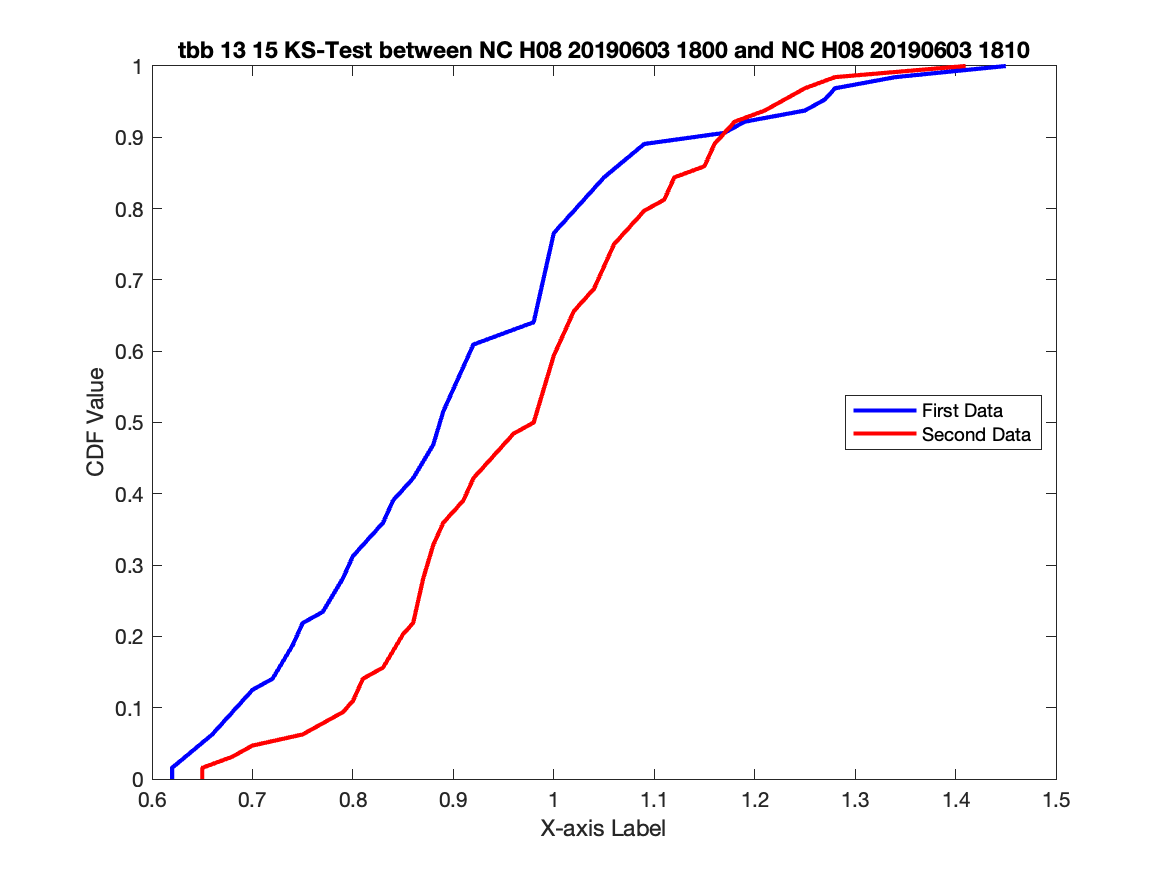 tbb 13 15 KS-Test between NC H08 20190603 1800 and NC H08 20190603 1810
1
0.9
0.8
0.7
0.6
0.5
0.4
0.3
0.2
0.1
0
CDF Value
First Data
Second Data
0.6 0.7 0.8 0.9 1 1.1 1.2 1.3 1.4 1.5
X-axis Label